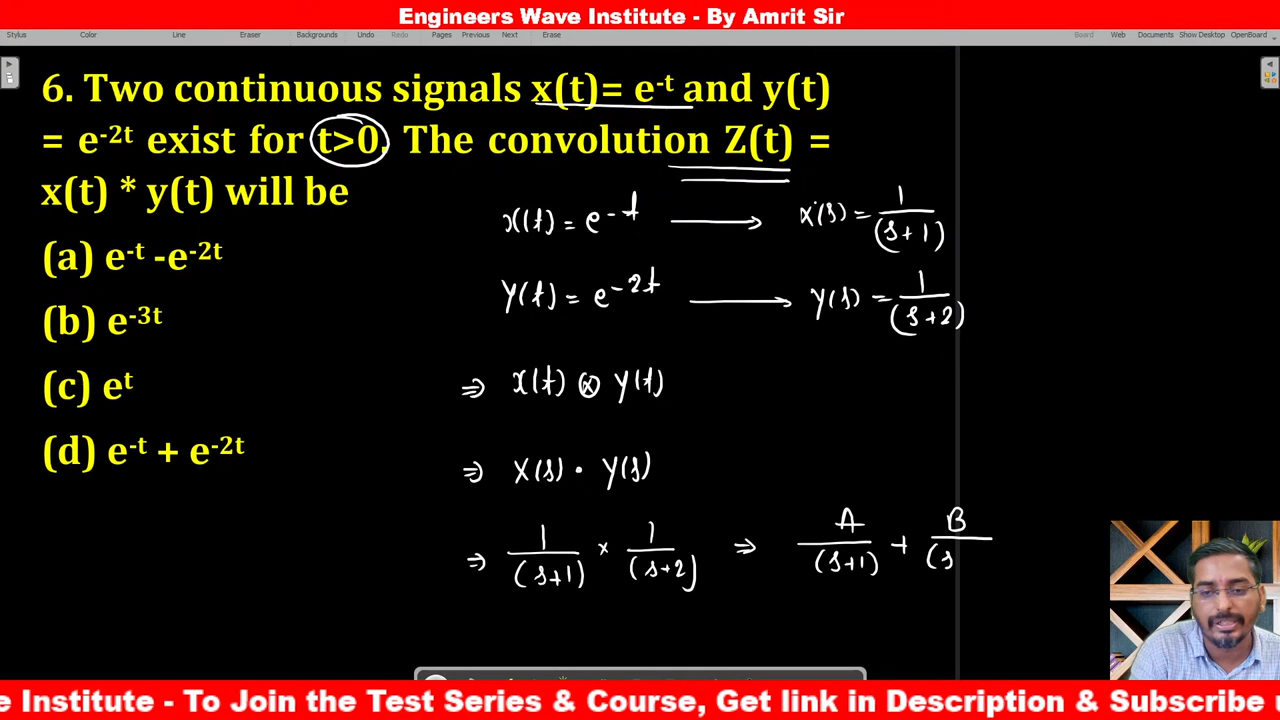 Engineers Wave Institute - By Amrit Sir
Stylus Color Line Eraser Backgrounds Undo Redo Pages Previous Next Erase Board Web Documents Show Desktop OpenBoard
6. Two continuous signals x(t)= e⁻ᵗ and y(t)
= e⁻²ᵗ exist for t>0. The convolution Z(t) =
x(t) * y(t) will be
(a) e⁻ᵗ -e⁻²ᵗ
(b) e⁻³ᵗ
(c) eᵗ
(d) e⁻ᵗ + e⁻²ᵗ
x(t) = e⁻ᵗ ⟶ x(s) = 1/(s+1)
y(t) = e⁻²ᵗ ⟶ y(s) = 1/(s+2)
⇒ x(t) ⊗ y(t)
⇒ X(s) · Y(s)
⇒ 1/(s+1) × 1/(s+2) ⇒ A/(s+1) + B/(s
e Institute - To Join the Test Series & Course, Get link in Description & Subscribe